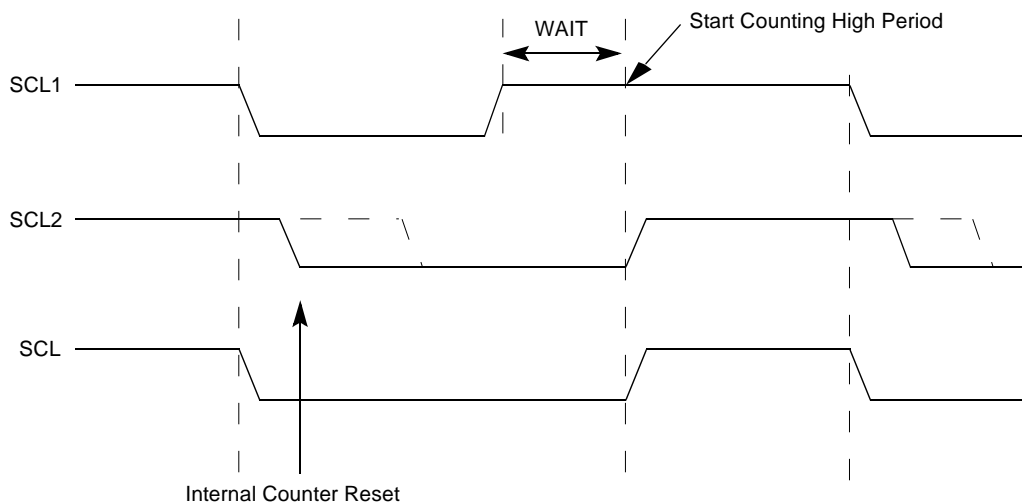 WAIT
Start Counting High Period
SCL1
SCL2
SCL
Internal Counter Reset